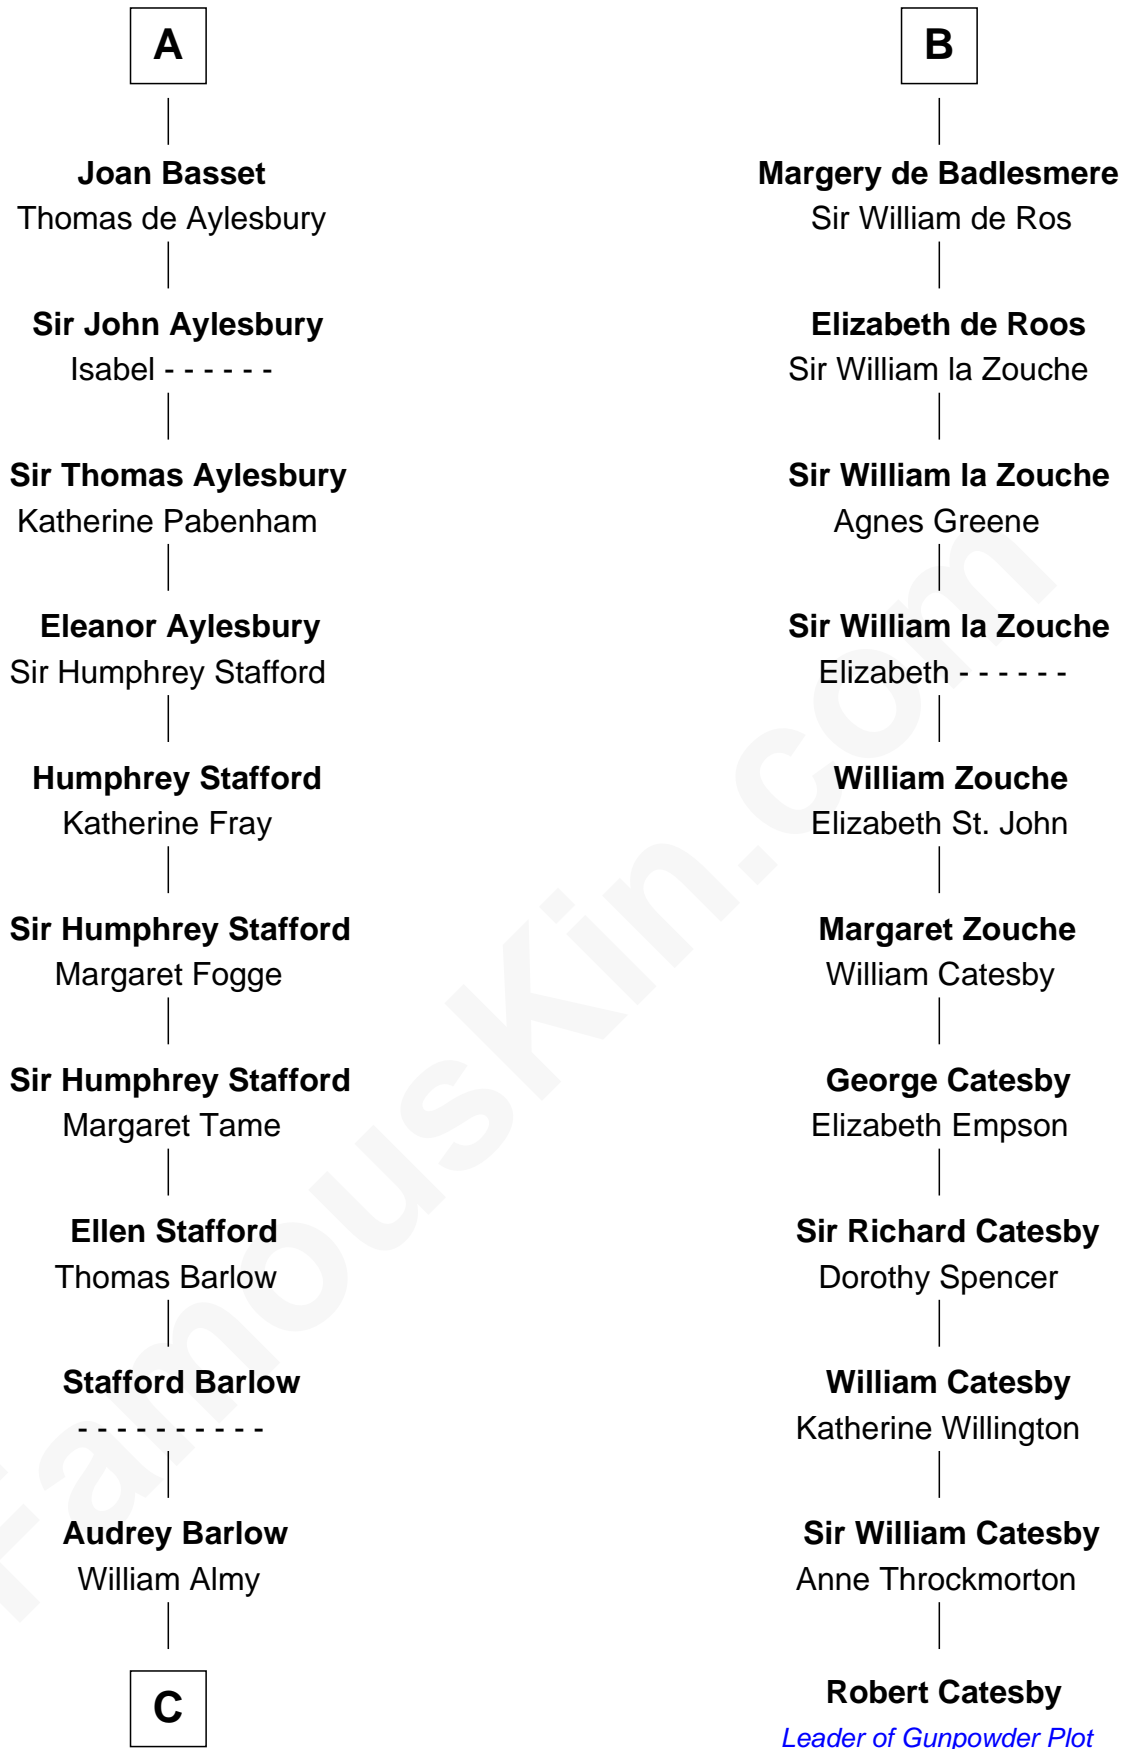 A
Joan Basset
Thomas de Aylesbury
Sir John Aylesbury
Isabel - - - - - -
Sir Thomas Aylesbury
Katherine Pabenham
Eleanor Aylesbury
Sir Humphrey Stafford
Humphrey Stafford
Katherine Fray
Sir Humphrey Stafford
Margaret Fogge
Sir Humphrey Stafford
Margaret Tame
Ellen Stafford
Thomas Barlow
Stafford Barlow
- - - - - - - - - -
Audrey Barlow
William Almy
C
B
Margery de Badlesmere
Sir William de Ros
Elizabeth de Roos
Sir William la Zouche
Sir William la Zouche
Agnes Greene
Sir William la Zouche
Elizabeth - - - - - -
William Zouche
Elizabeth St. John
Margaret Zouche
William Catesby
George Catesby
Elizabeth Empson
Sir Richard Catesby
Dorothy Spencer
William Catesby
Katherine Willington
Sir William Catesby
Anne Throckmorton
Robert Catesby
Leader of Gunpowder Plot
FamousKin.com